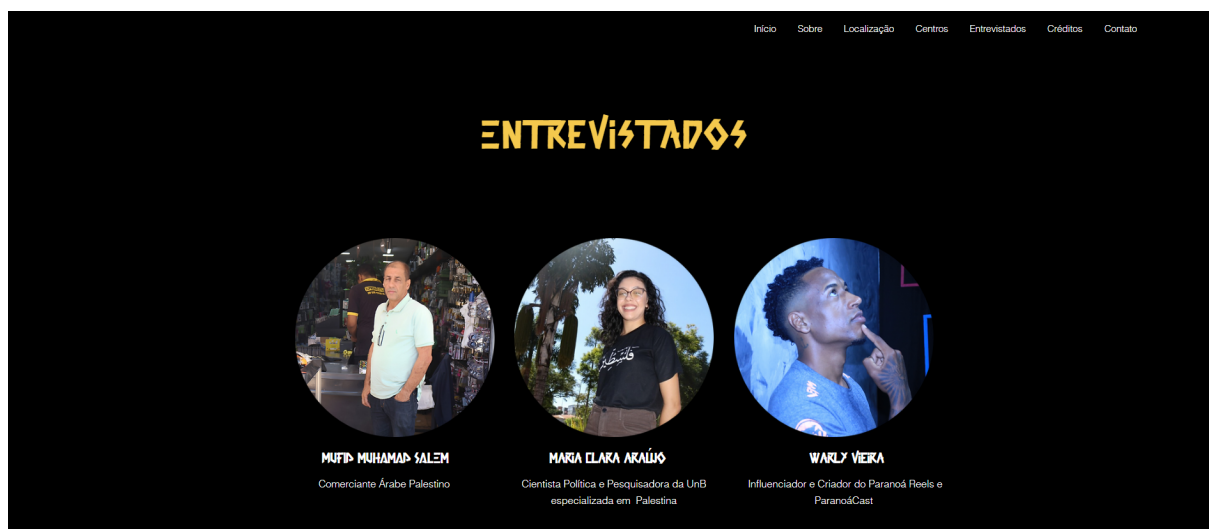 Início Sobre Localização Centros Entrevistados Créditos Contato
ENTREVISTADOS
فلسطين
MUFID MUHAMAD SALEM
MARIA CLARA ARAÚJO
WARLY VIEIRA
Comerciante Árabe Palestino
Cientista Política e Pesquisadora da UnB
especializada em Palestina
Influenciador e Criador do Paranoá Reels e
ParanoáCast